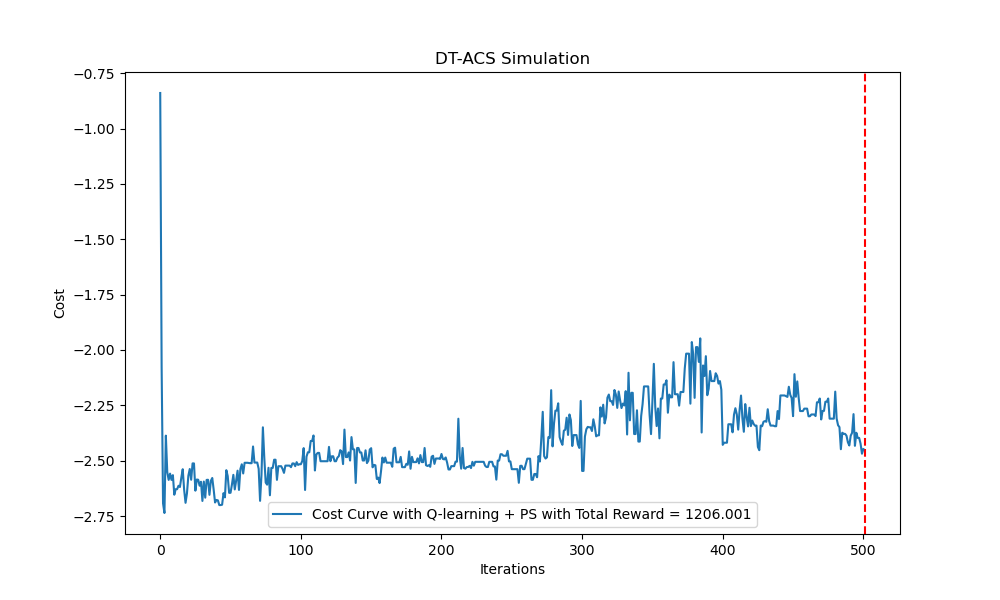 DT-ACS Simulation
−0.75
−1.00
−1.25
−1.50
−1.75
−2.00
−2.25
−2.50
−2.75
Cost
Cost Curve with Q-learning + PS with Total Reward = 1206.001
0 100 200 300 400 500
Iterations